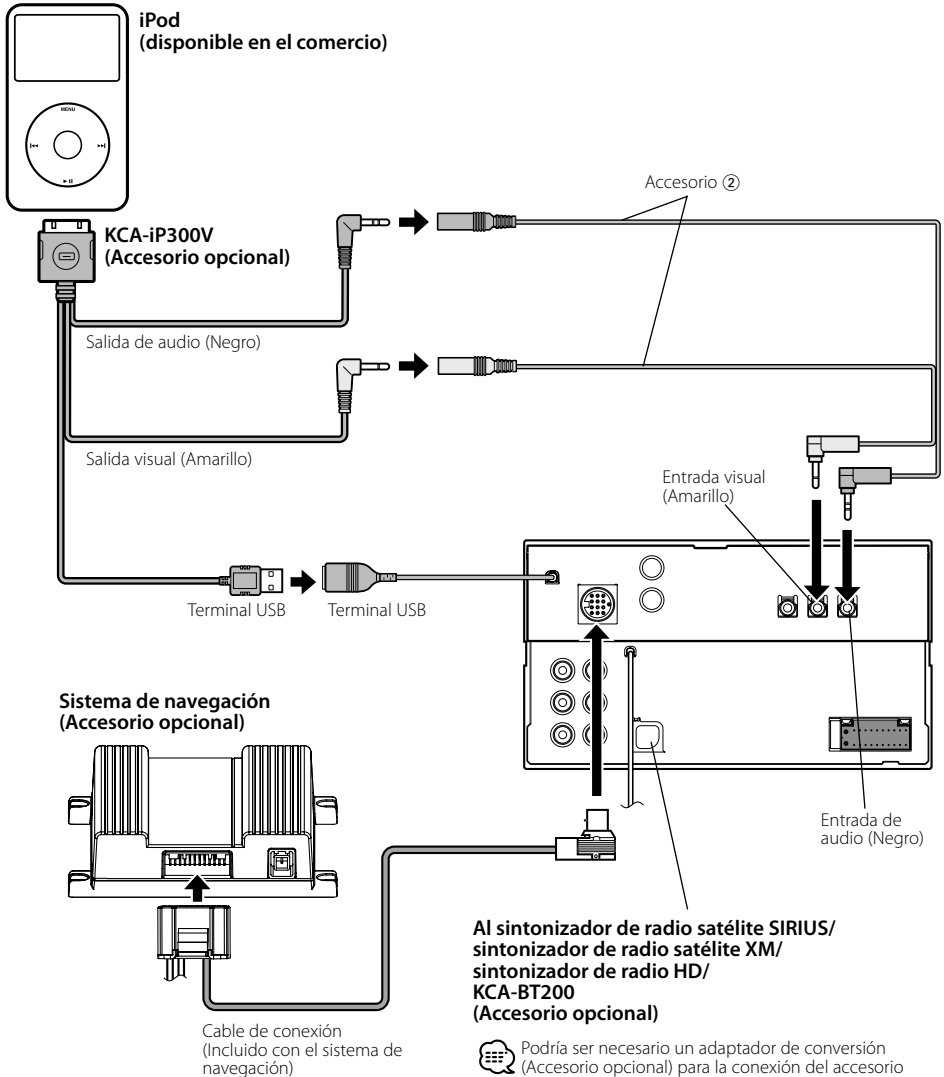 iPod
(disponible en el comercio)
MENU
Accesorio ②
KCA-iP300V
(Accesorio opcional)
Salida de audio (Negro)
Salida visual (Amarillo)
Entrada visual
(Amarillo)
Terminal USB
Terminal USB
Sistema de navegación
(Accesorio opcional)
Entrada de
audio (Negro)
Al sintonizador de radio satélite SIRIUS/
sintonizador de radio satélite XM/
sintonizador de radio HD/
KCA-BT200
(Accesorio opcional)
Cable de conexión
(Incluido con el sistema de
navegación)
Podría ser necesario un adaptador de conversión
(Accesorio opcional) para la conexión del accesorio